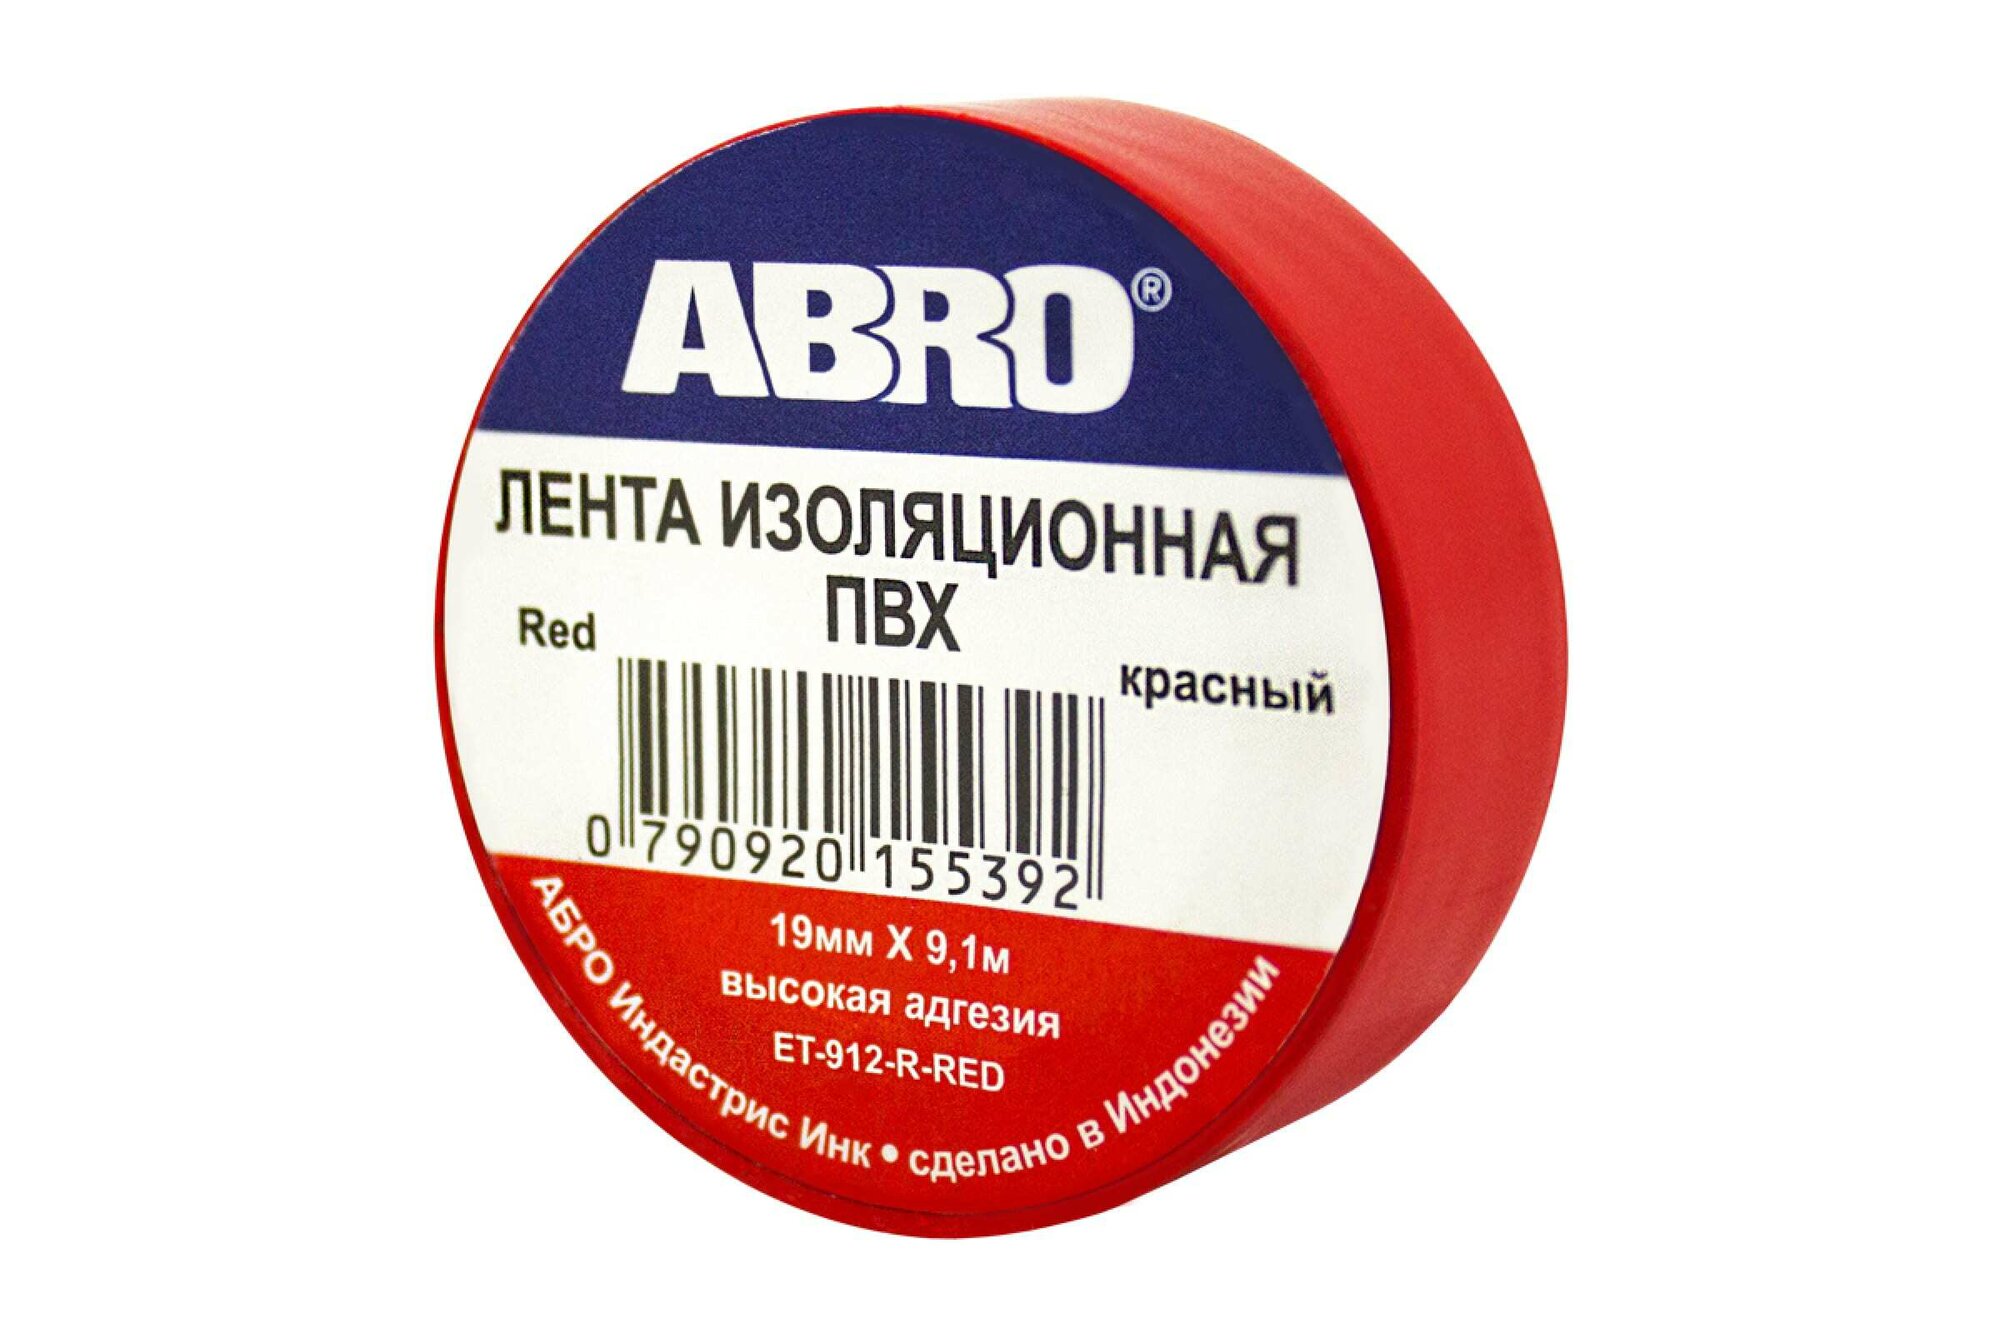 ABRO®
ЛЕНТА ИЗОЛЯЦИОННАЯ
ПВХ
Red
красный
0 790920 155392
19мм X 9,1м
высокая адгезия
ET-912-R-RED
АБРО Индастрис Инк • сделано в Индонезии